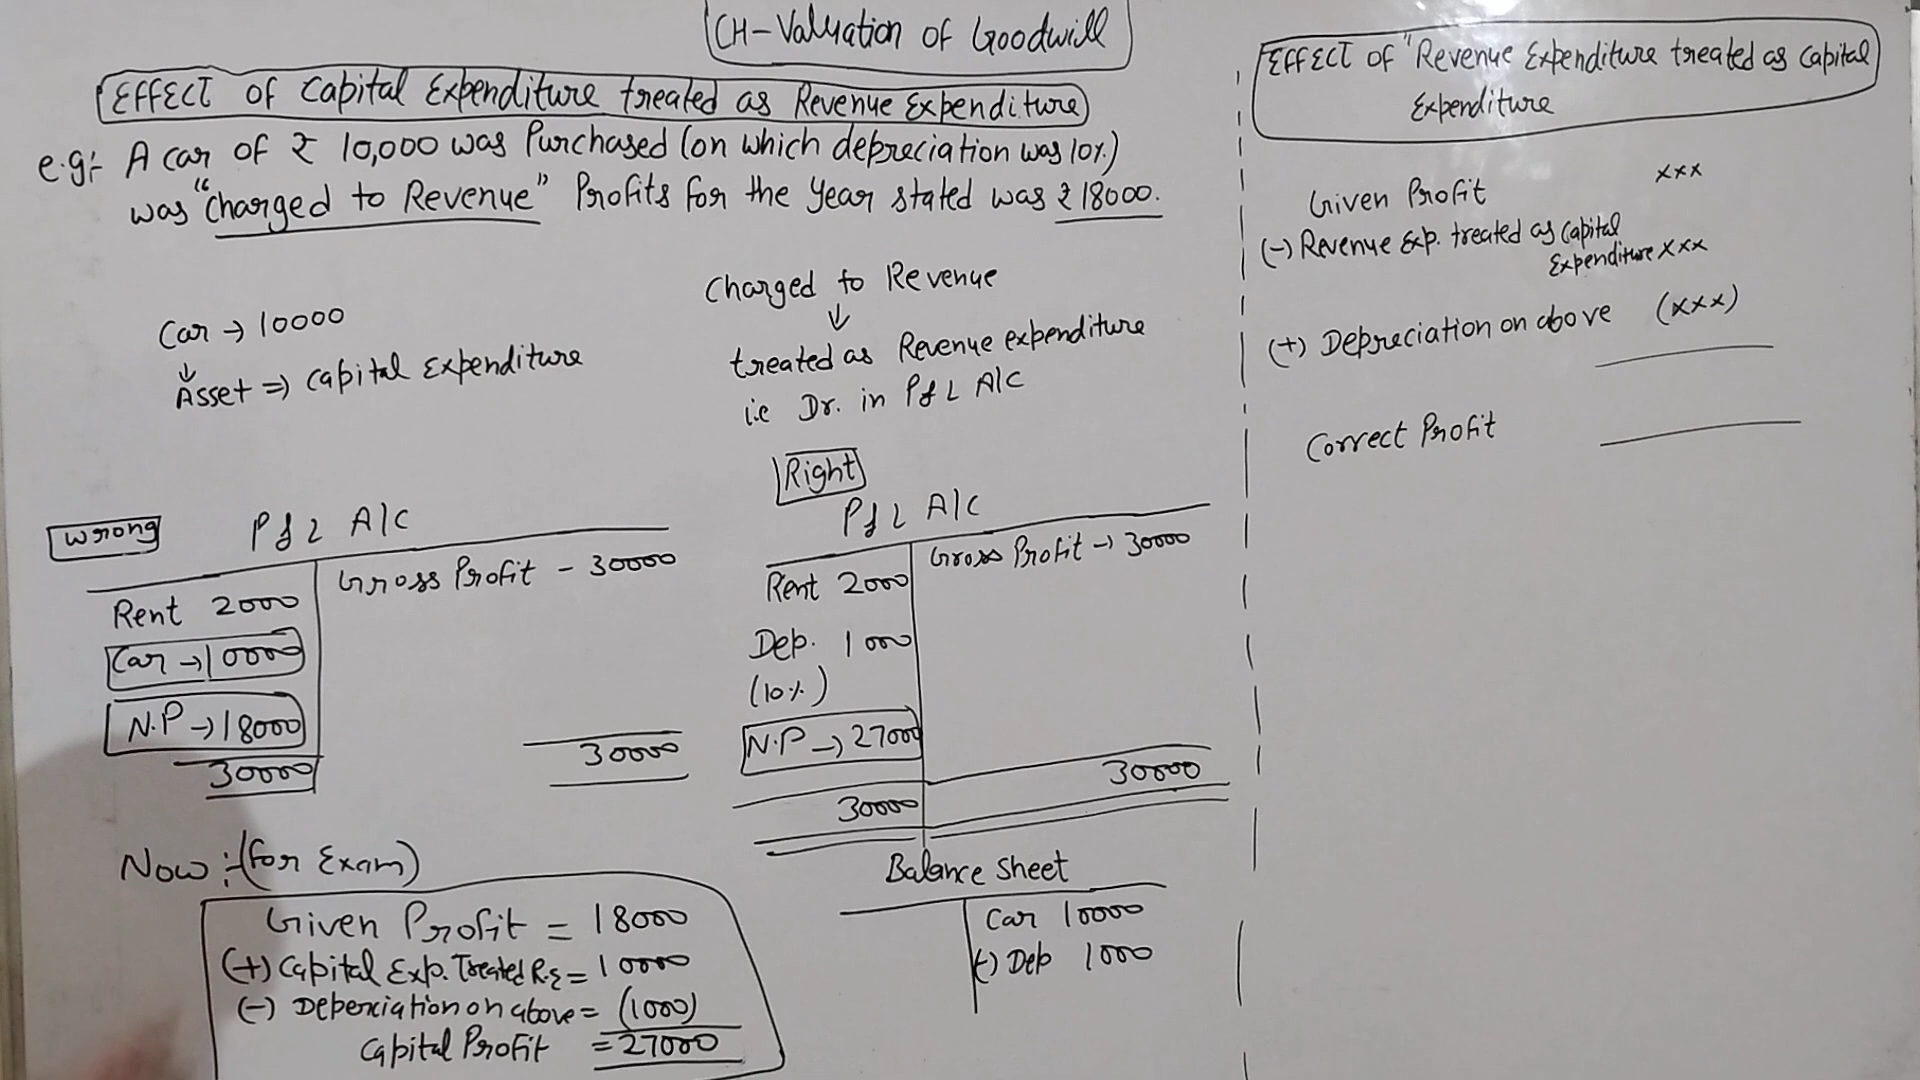 CH-Valuation of Goodwill
EFFECT of Capital Expenditure treated as Revenue Expenditure
e.g:- A car of ₹ 10,000 was Purchased (on which depreciation was 10%)
was "charged to Revenue" Profits for the year stated was ₹ 18000.
Car → 10000
↓
Asset ⇒ Capital Expenditure
Charged to Revenue
↓
treated as Revenue expenditure
i.e Dr. in P&L A/C
Wrong
P&L A/C
Gross Profit - 30000
Rent 2000
Car → 10000
N.P → 18000
30000
30000
Right
P&L A/C
Gross Profit → 30000
Rent 2000
Dep. 1000
(10%)
N.P → 27000
30000
30000
Balance Sheet
Car 10000
(-) Dep 1000
Now :- (For Exam)
Given Profit = 18000
(+) Capital Exp. Treated R.E = 10000
(-) Deperciation on above = (1000)
Capital Profit = 27000
EFFECT of "Revenue Expenditure treated as Capital
Expenditure
Given Profit xxx
(-) Revenue Exp. treated as Capital
Expenditure xxx
(+) Depreciation on above (xxx)
Correct Profit